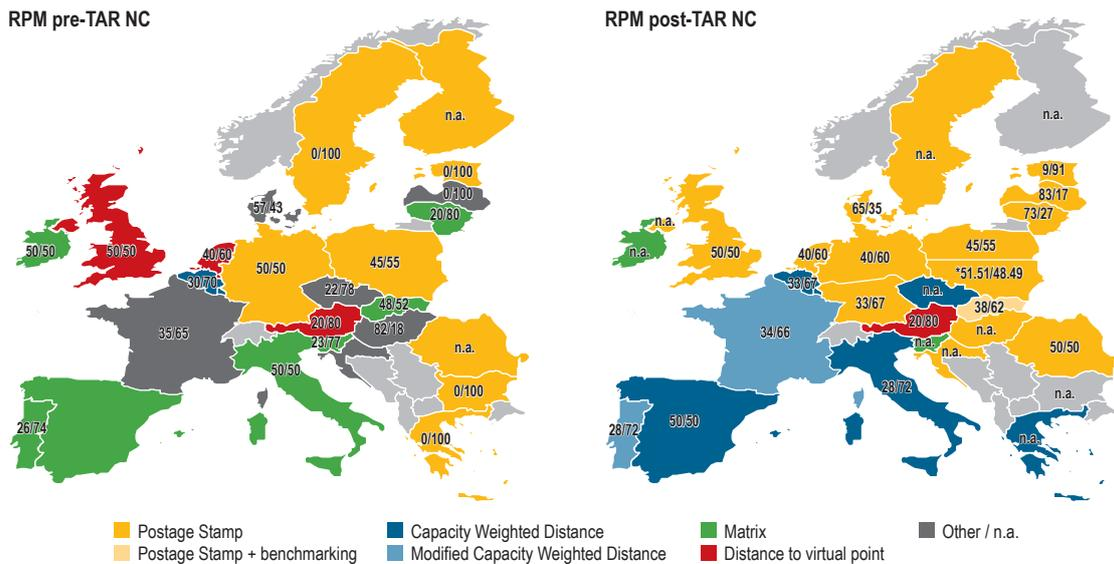 RPM pre-TAR NC
n.a.
0/100
0/100
0/100
57/43
20/80
50/50
50/50
40/60
50/50
45/55
30/70
22/78
48/52
35/65
20/80
82/18
23/77
n.a.
50/50
0/100
26/74
0/100
RPM post-TAR NC
n.a.
n.a.
9/91
83/17
65/35
73/27
n.a.
n.a.
50/50
40/60
40/60
45/55
*51.51/48.49
33/67
n.a.
33/67
38/62
34/66
20/80
n.a.
n.a.
n.a.
50/50
28/72
n.a.
28/72
50/50
n.a.
Postage Stamp
Capacity Weighted Distance
Matrix
Other / n.a.
Postage Stamp + benchmarking
Modified Capacity Weighted Distance
Distance to virtual point